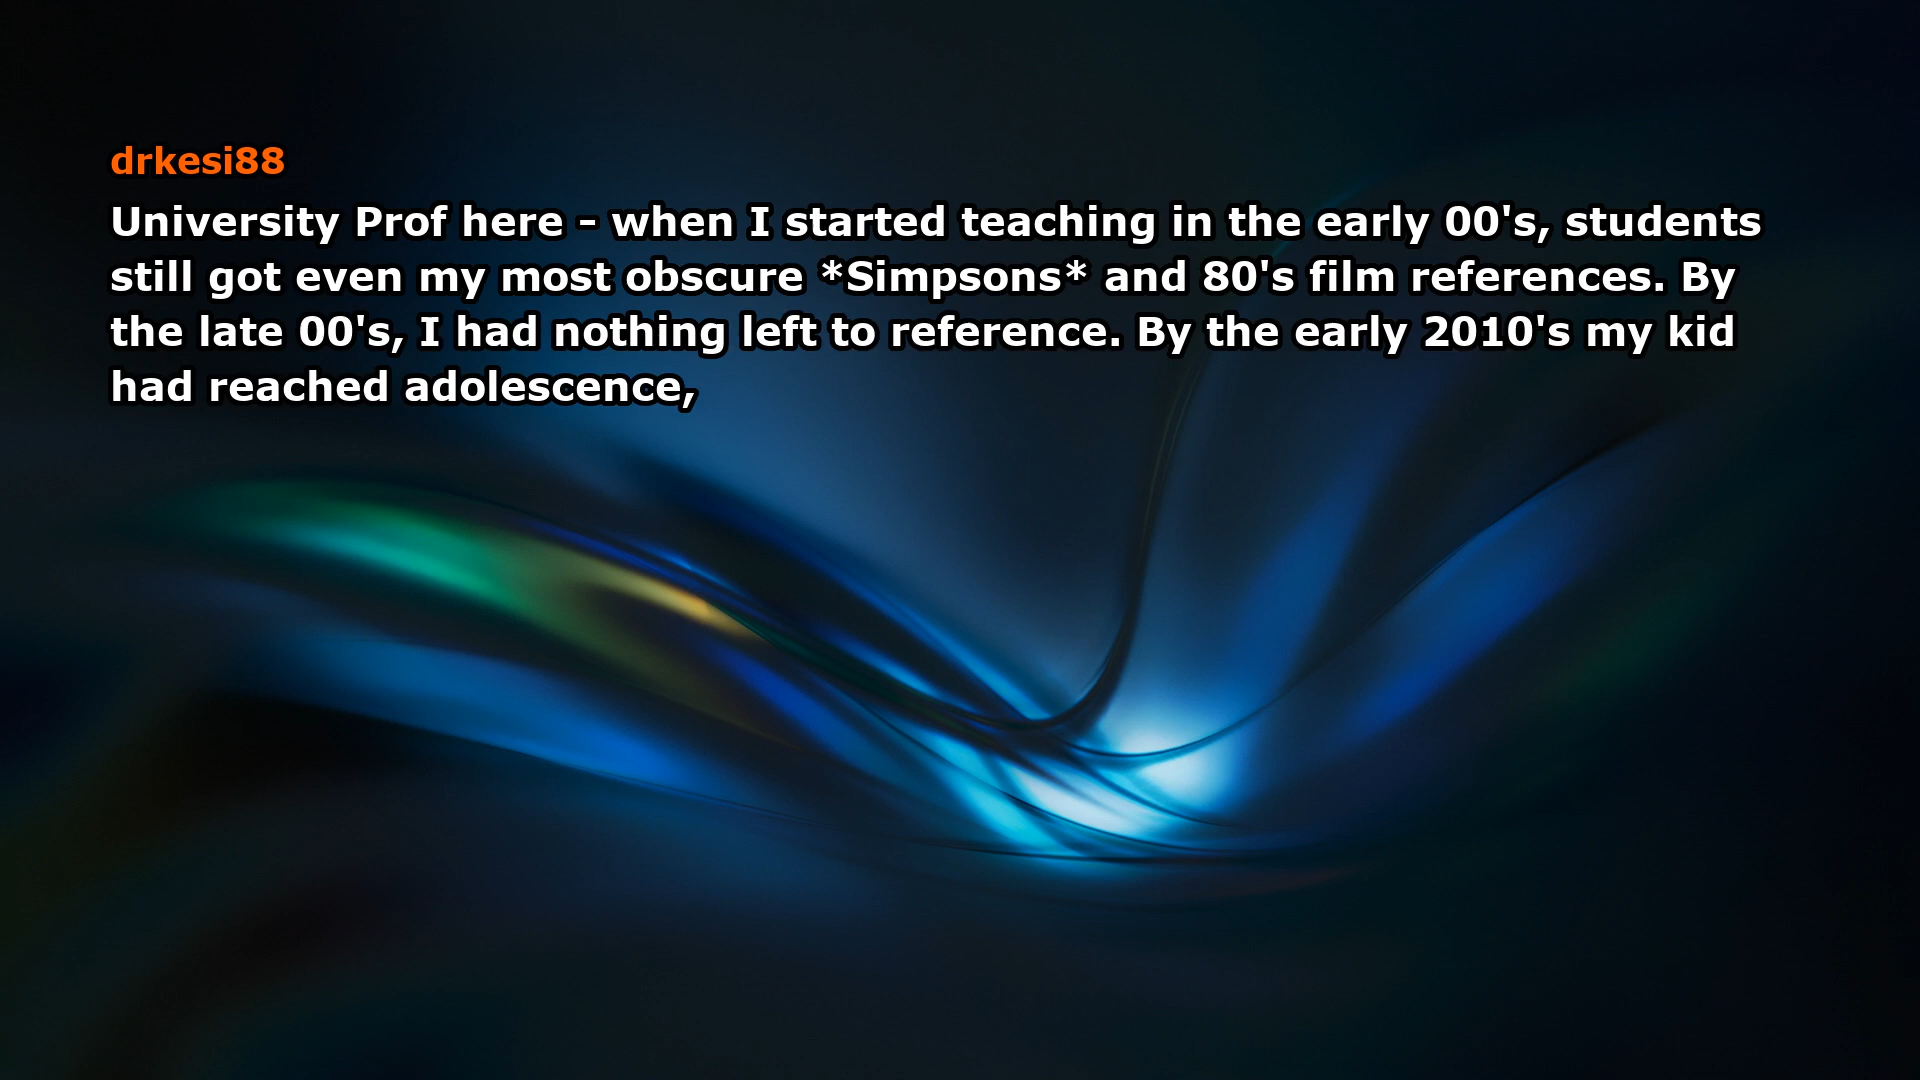 drkesi88
University Prof here - when I started teaching in the early 00's, students
still got even my most obscure *Simpsons* and 80's film references. By
the late 00's, I had nothing left to reference. By the early 2010's my kid
had reached adolescence,